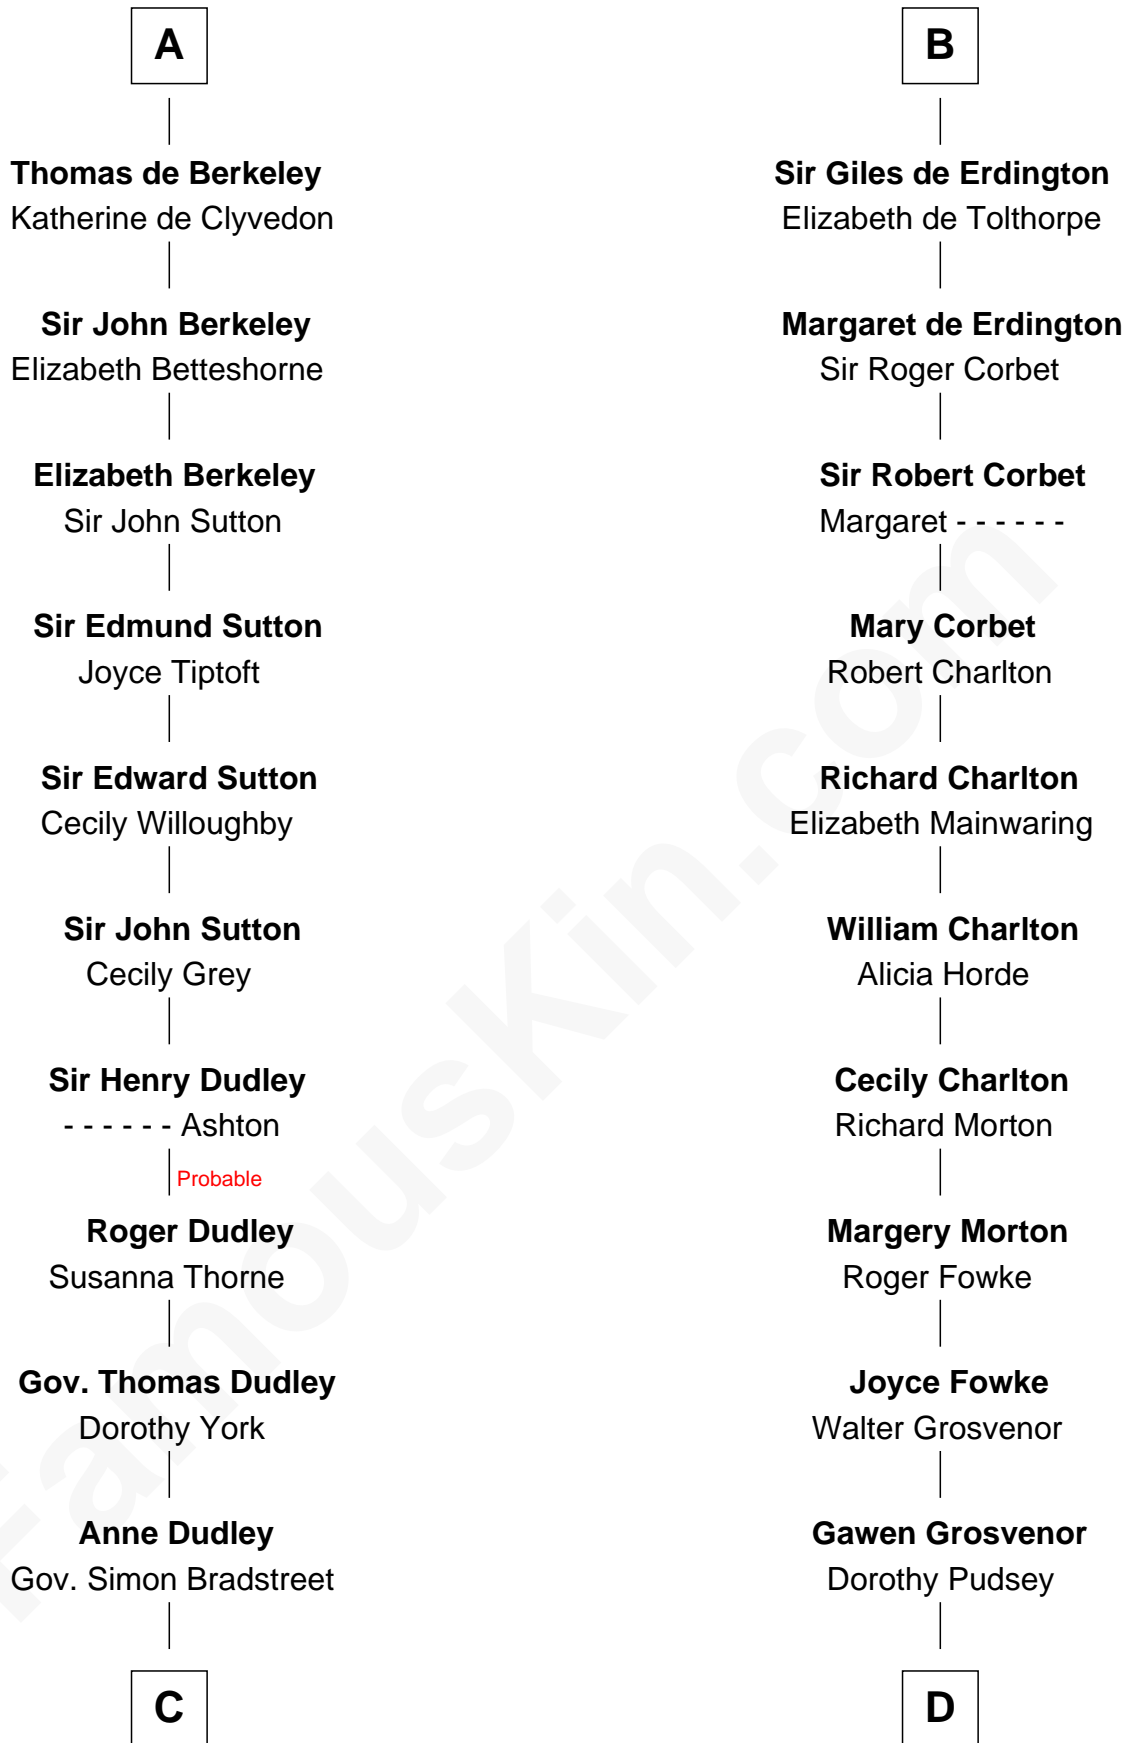 A
Thomas de Berkeley
Katherine de Clyvedon
Sir John Berkeley
Elizabeth Betteshorne
Elizabeth Berkeley
Sir John Sutton
Sir Edmund Sutton
Joyce Tiptoft
Sir Edward Sutton
Cecily Willoughby
Sir John Sutton
Cecily Grey
Sir Henry Dudley
- - - - - - Ashton
Probable
Roger Dudley
Susanna Thorne
Gov. Thomas Dudley
Dorothy York
Anne Dudley
Gov. Simon Bradstreet
C
B
Sir Giles de Erdington
Elizabeth de Tolthorpe
Margaret de Erdington
Sir Roger Corbet
Sir Robert Corbet
Margaret - - - - - -
Mary Corbet
Robert Charlton
Richard Charlton
Elizabeth Mainwaring
William Charlton
Alicia Horde
Cecily Charlton
Richard Morton
Margery Morton
Roger Fowke
Joyce Fowke
Walter Grosvenor
Gawen Grosvenor
Dorothy Pudsey
D
FamousKin.com